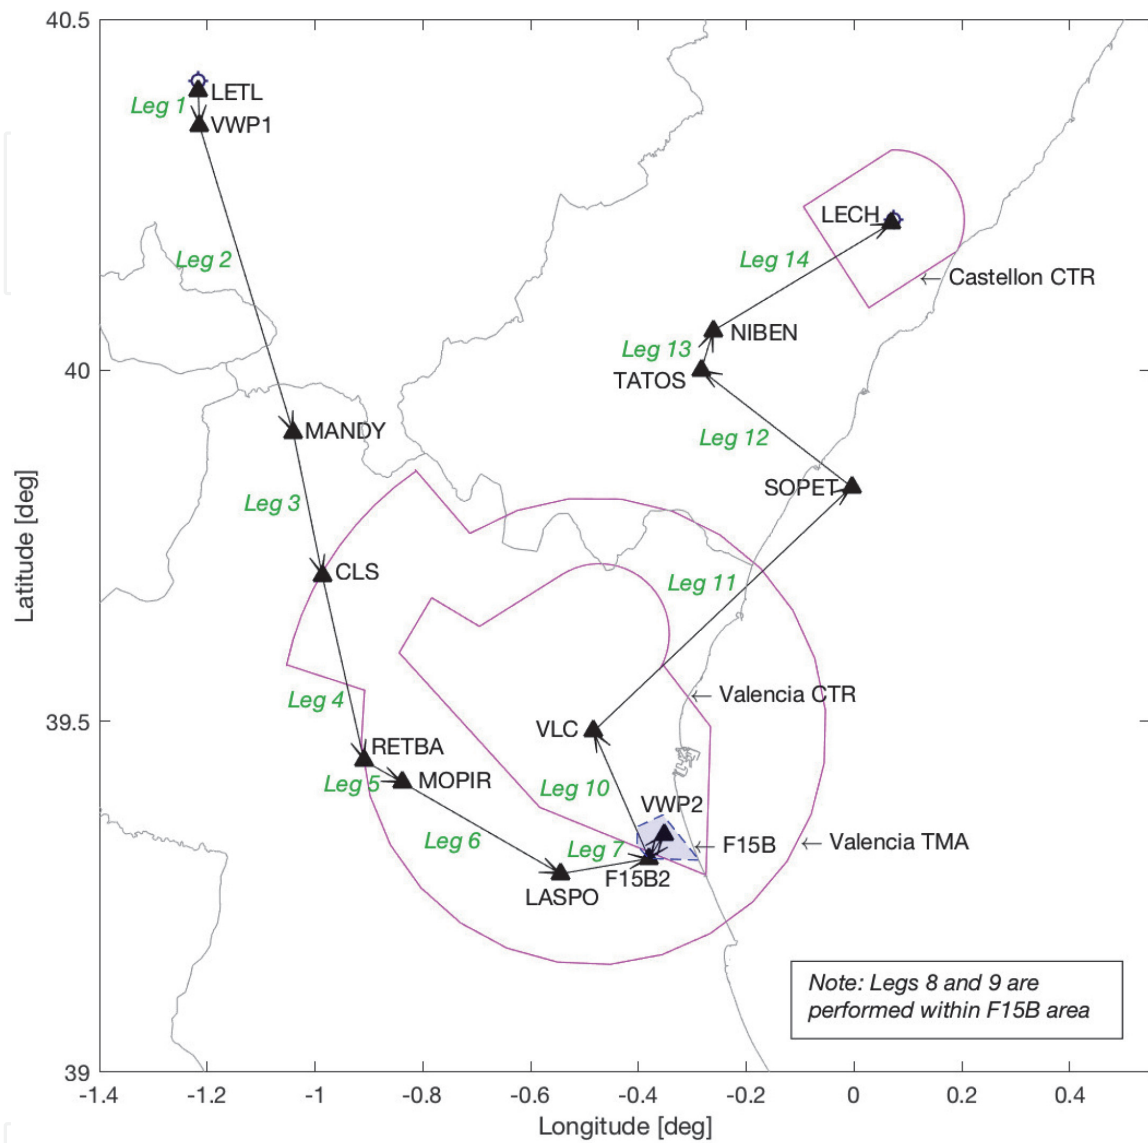 40.5
LETL
Leg 1
VWP1
LECH
Leg 2
Leg 14
Castellon CTR
NIBEN
Leg 13
40
TATOS
MANDY
Leg 12
SOPET
Leg 3
CLS
Leg 11
Latitude [deg]
Leg 4
Valencia CTR
39.5
VLC
RETBA
Leg 5
MOPIR
Leg 10
VWP2
Leg 6
Leg 7
F15B
Valencia TMA
F15B2
LASPO
Note: Legs 8 and 9 are
performed within F15B area
39
-1.4 -1.2 -1 -0.8 -0.6 -0.4 -0.2 0 0.2 0.4
Longitude [deg]